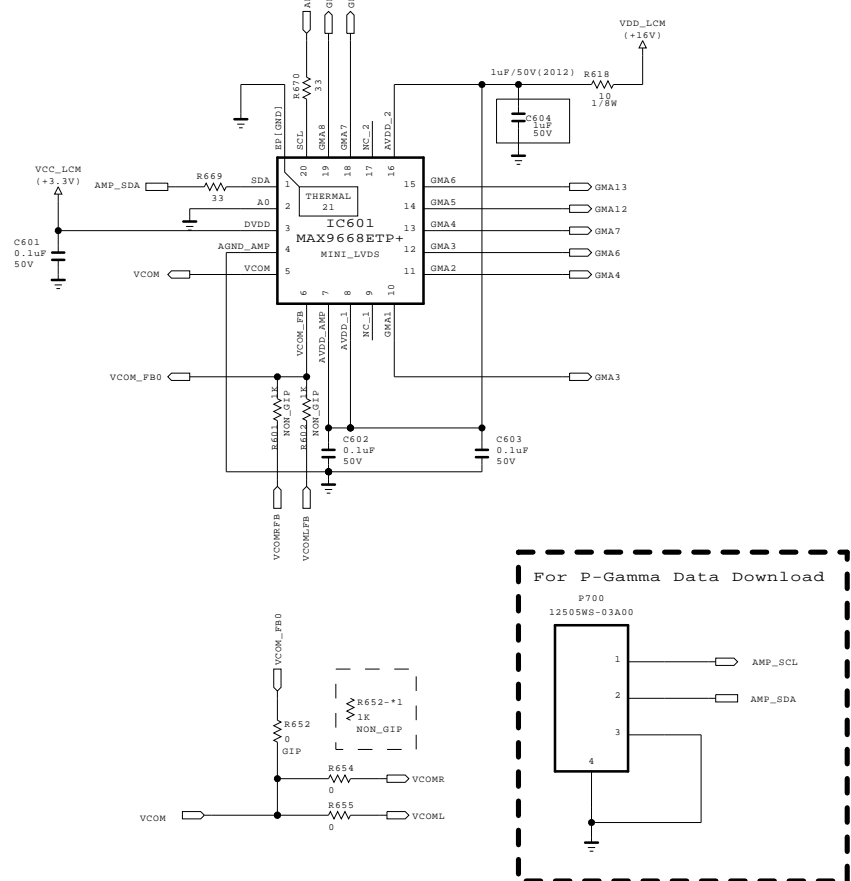 VDD_LCM
(+16V)
1uF/50V(2012)
R618
10
1/8W
C604
1uF
50V
R670
33
EP[GND]
SCL
GMA8
GMA7
NC_2
AVDD_2
20
19
18
17
16
VCC_LCM
(+3.3V)
AMP_SDA
R669
33
SDA
1
A0
2
DVDD
3
AGND_AMP
4
VCOM
VCOM
5
C601
0.1uF
50V
THERMAL
21
IC601
MAX9668ETP+
MINI_LVDS
15
GMA6
GMA13
14
GMA5
GMA12
13
GMA4
GMA7
12
GMA3
GMA6
11
GMA2
GMA4
6
7
8
9
10
VCOM_FB
AVDD_AMP
AVDD_1
NC_1
GMA1
GMA3
VCOM_FB0
1K
NON_GIP
R601
1K
NON_GIP
R602
C602
0.1uF
50V
C603
0.1uF
50V
VCOMRFB
VCOMLFB
For P-Gamma Data Download
P700
12505WS-03A00
1
AMP_SCL
2
AMP_SDA
3
4
VCOM_FB0
R652
0
GIP
R652-*1
1K
NON_GIP
R654
0
VCOMR
VCOM
R655
0
VCOML